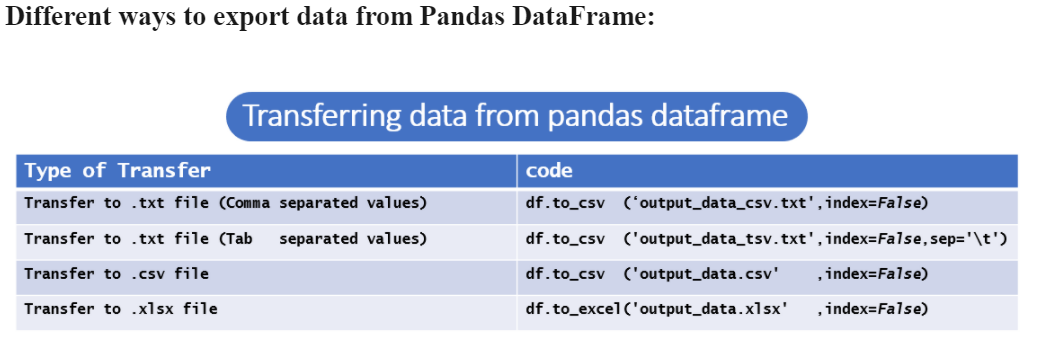 Different ways to export data from Pandas DataFrame:
Transferring data from pandas dataframe
Type of Transfer code
Transfer to .txt file (Comma separated values) df.to_csv (‘output_data_csv.txt',index=False)
Transfer to .txt file (Tab separated values) df.to_csv ('output_data_tsv.txt',index=False,sep='\t')
Transfer to .csv file df.to_csv ('output_data.csv' ,index=False)
Transfer to .xlsx file df.to_excel('output_data.xlsx' ,index=False)